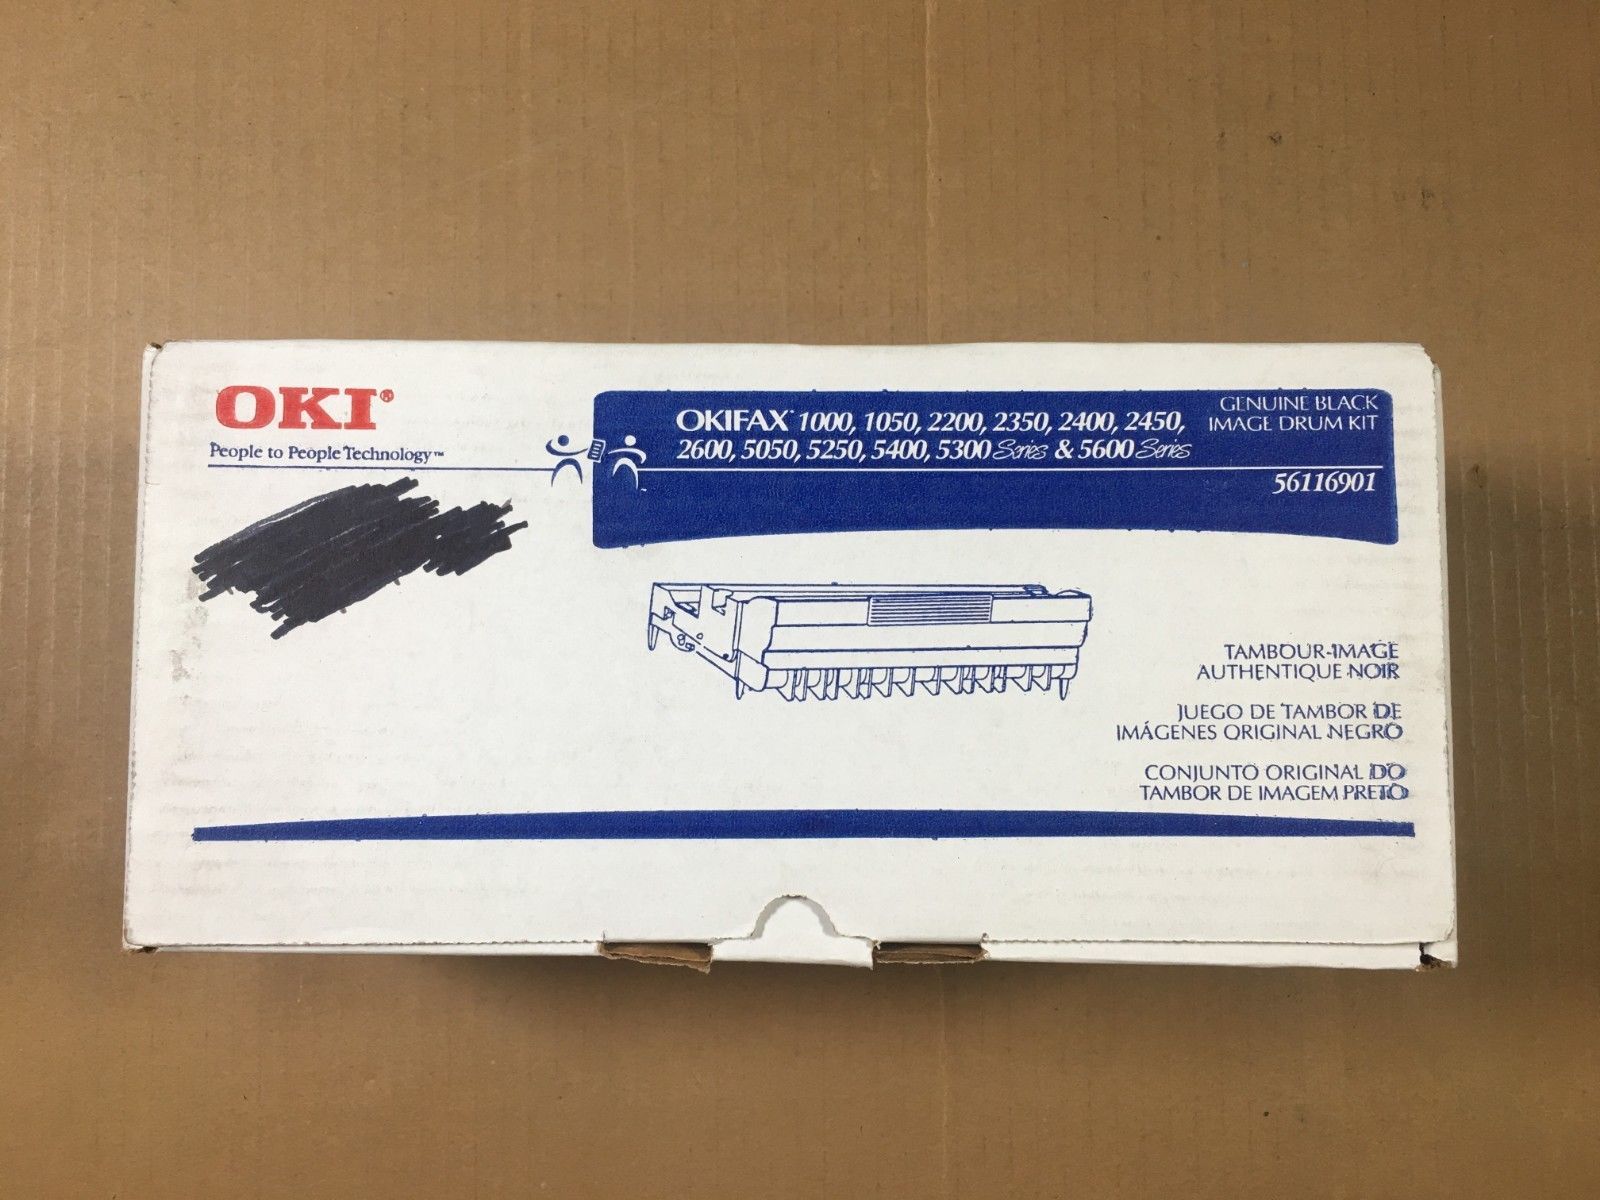 OKI®
People to People Technology™
OKIFAX 1000, 1050, 2200, 2350, 2400, 2450,
2600, 5050, 5250, 5400, 5300 Series & 5600 Series
GENUINE BLACK
IMAGE DRUM KIT
56116901
TAMBOUR-IMAGE
AUTHENTIQUE NOIR
JUEGO DE TAMBOR DE
IMÁGENES ORIGINAL NEGRO
CONJUNTO ORIGINAL DO
TAMBOR DE IMAGEM PRETO